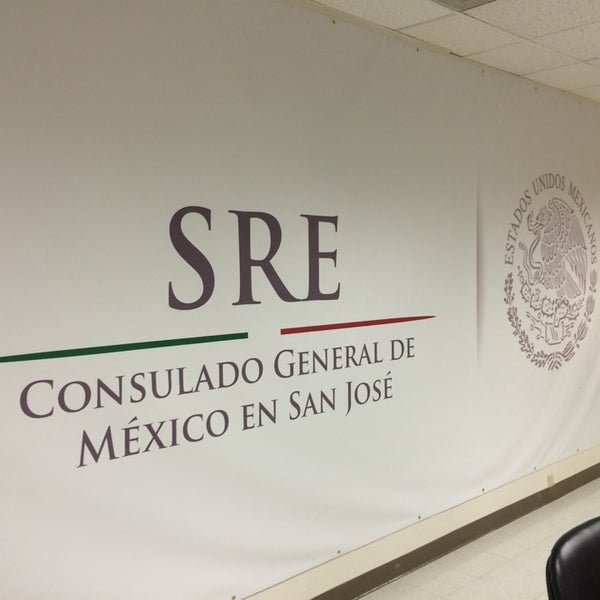 SRE
CONSULADO GENERAL DE
MÉXICO EN SAN JOSÉ
ESTADOS UNIDOS MEXICANOS